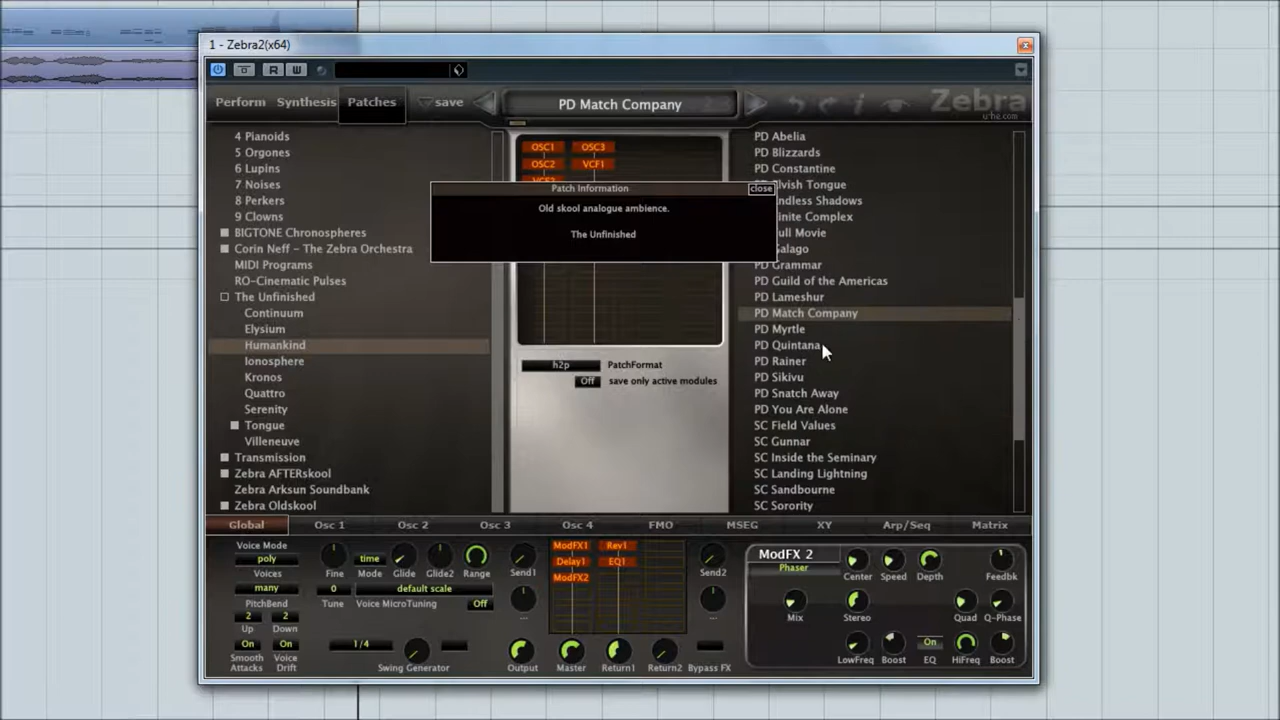 1 - Zebra2(x64)
R W
Perform Synthesis Patches save PD Match Company Zebra
u-he.com
4 Pianoids
5 Orgones
6 Lupins
7 Noises
8 Perkers
9 Clowns
BIGTONE Chronospheres
Corin Neff - The Zebra Orchestra
MIDI Programs
RO-Cinematic Pulses
The Unfinished
Continuum
Elysium
Humankind
Ionosphere
Kronos
Quattro
Serenity
Tongue
Villeneuve
Transmission
Zebra AFTERskool
Zebra Arksun Soundbank
Zebra Oldskool
OSC1 OSC3
OSC2 VCF1
Patch Information close
Old skool analogue ambience.
The Unfinished
h2p PatchFormat
Off save only active modules
PD Abelia
PD Blizzards
PD Constantine
lvish Tongue
ndless Shadows
inite Complex
ull Movie
alago
PD Grammar
PD Guild of the Americas
PD Lameshur
PD Match Company
PD Myrtle
PD Quintana
PD Rainer
PD Sikivu
PD Snatch Away
PD You Are Alone
SC Field Values
SC Gunnar
SC Inside the Seminary
SC Landing Lightning
SC Sandbourne
SC Sorority
Global Osc 1 Osc 2 Osc 3 Osc 4 FMO MSEG XY Arp/Seq Matrix
Voice Mode
poly
Voices
many
PitchBend
2 2
Up Down
On On
Smooth Attacks
Voice Drift
time
Fine Mode Glide Glide2 Range Send1
0 default scale
Tune Voice MicroTuning Off
...
1/4
Swing Generator
ModFX1 Rev1
Delay1 EQ1
ModFX2
Send2
...
Output Master Return1 Return2 Bypass FX
ModFX 2
Phaser
Center Speed Depth Feedbk
Mix Stereo Quad Q-Phase
On
LowFreq Boost EQ HiFreq Boost